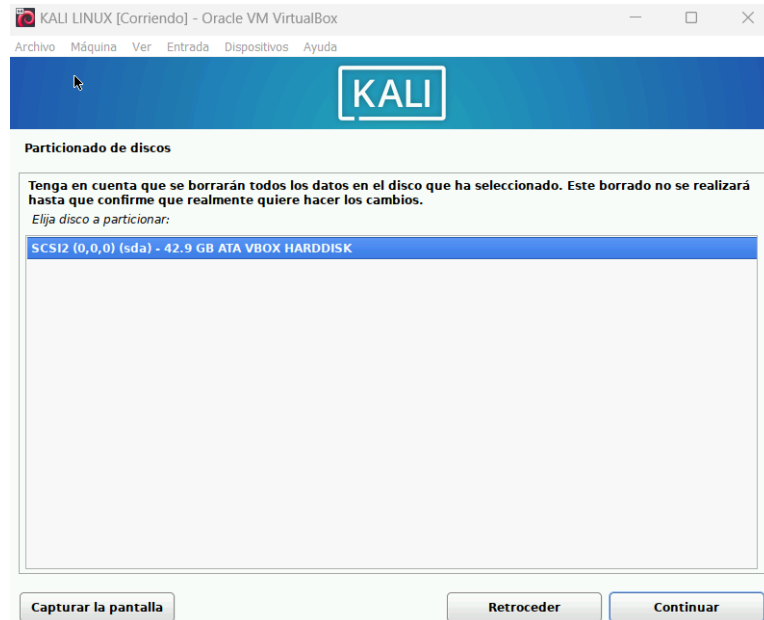 KALI LINUX [Corriendo] - Oracle VM VirtualBox
Archivo Máquina Ver Entrada Dispositivos Ayuda
KALI
Particionado de discos
Tenga en cuenta que se borrarán todos los datos en el disco que ha seleccionado. Este borrado no se realizará
hasta que confirme que realmente quiere hacer los cambios.
Elija disco a particionar:
SCSI2 (0,0,0) (sda) - 42.9 GB ATA VBOX HARDDISK
Capturar la pantalla Retroceder Continuar